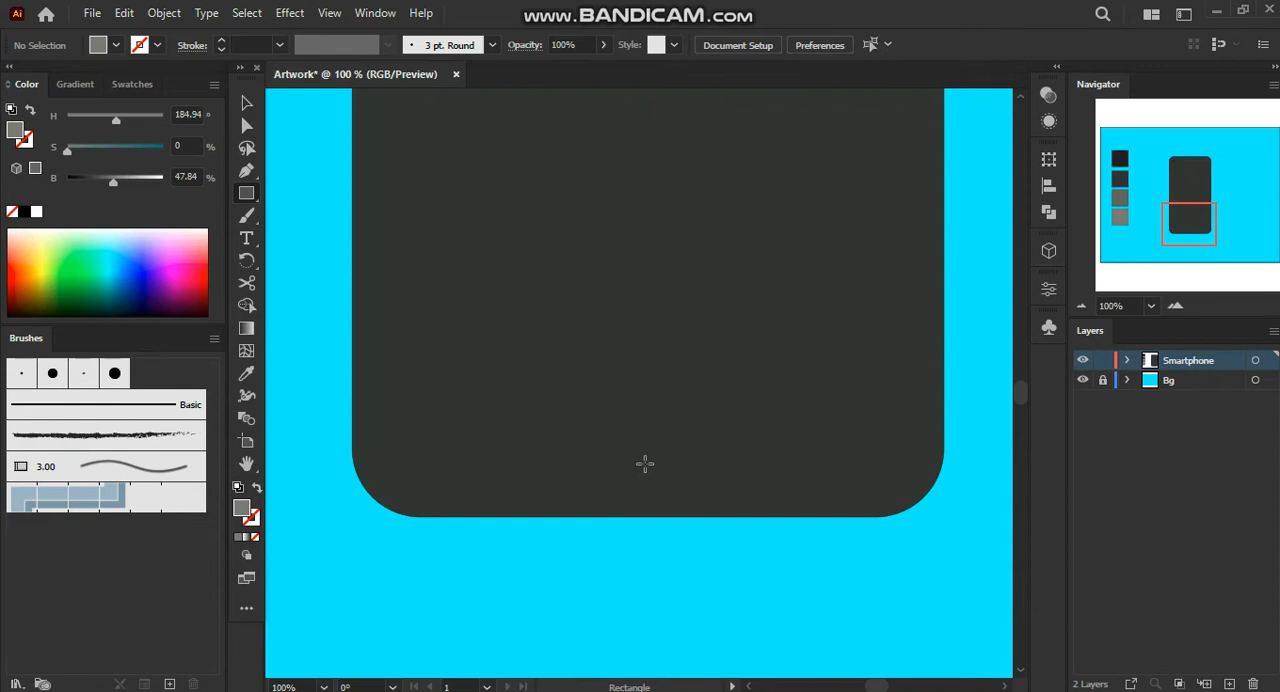 www.BANDICAM.com
Ai File Edit Object Type Select Effect View Window Help
No Selection Stroke: 3 pt. Round Opacity: 100% Style: Document Setup Preferences
Color Gradient Swatches
Artwork* @ 100 % (RGB/Preview)
H 184.94 °
S 0 %
B 47.84 %
Brushes
Basic
3.00
Navigator
100%
Layers
Smartphone
Bg
2 Layers
100% 0° 1 Rectangle